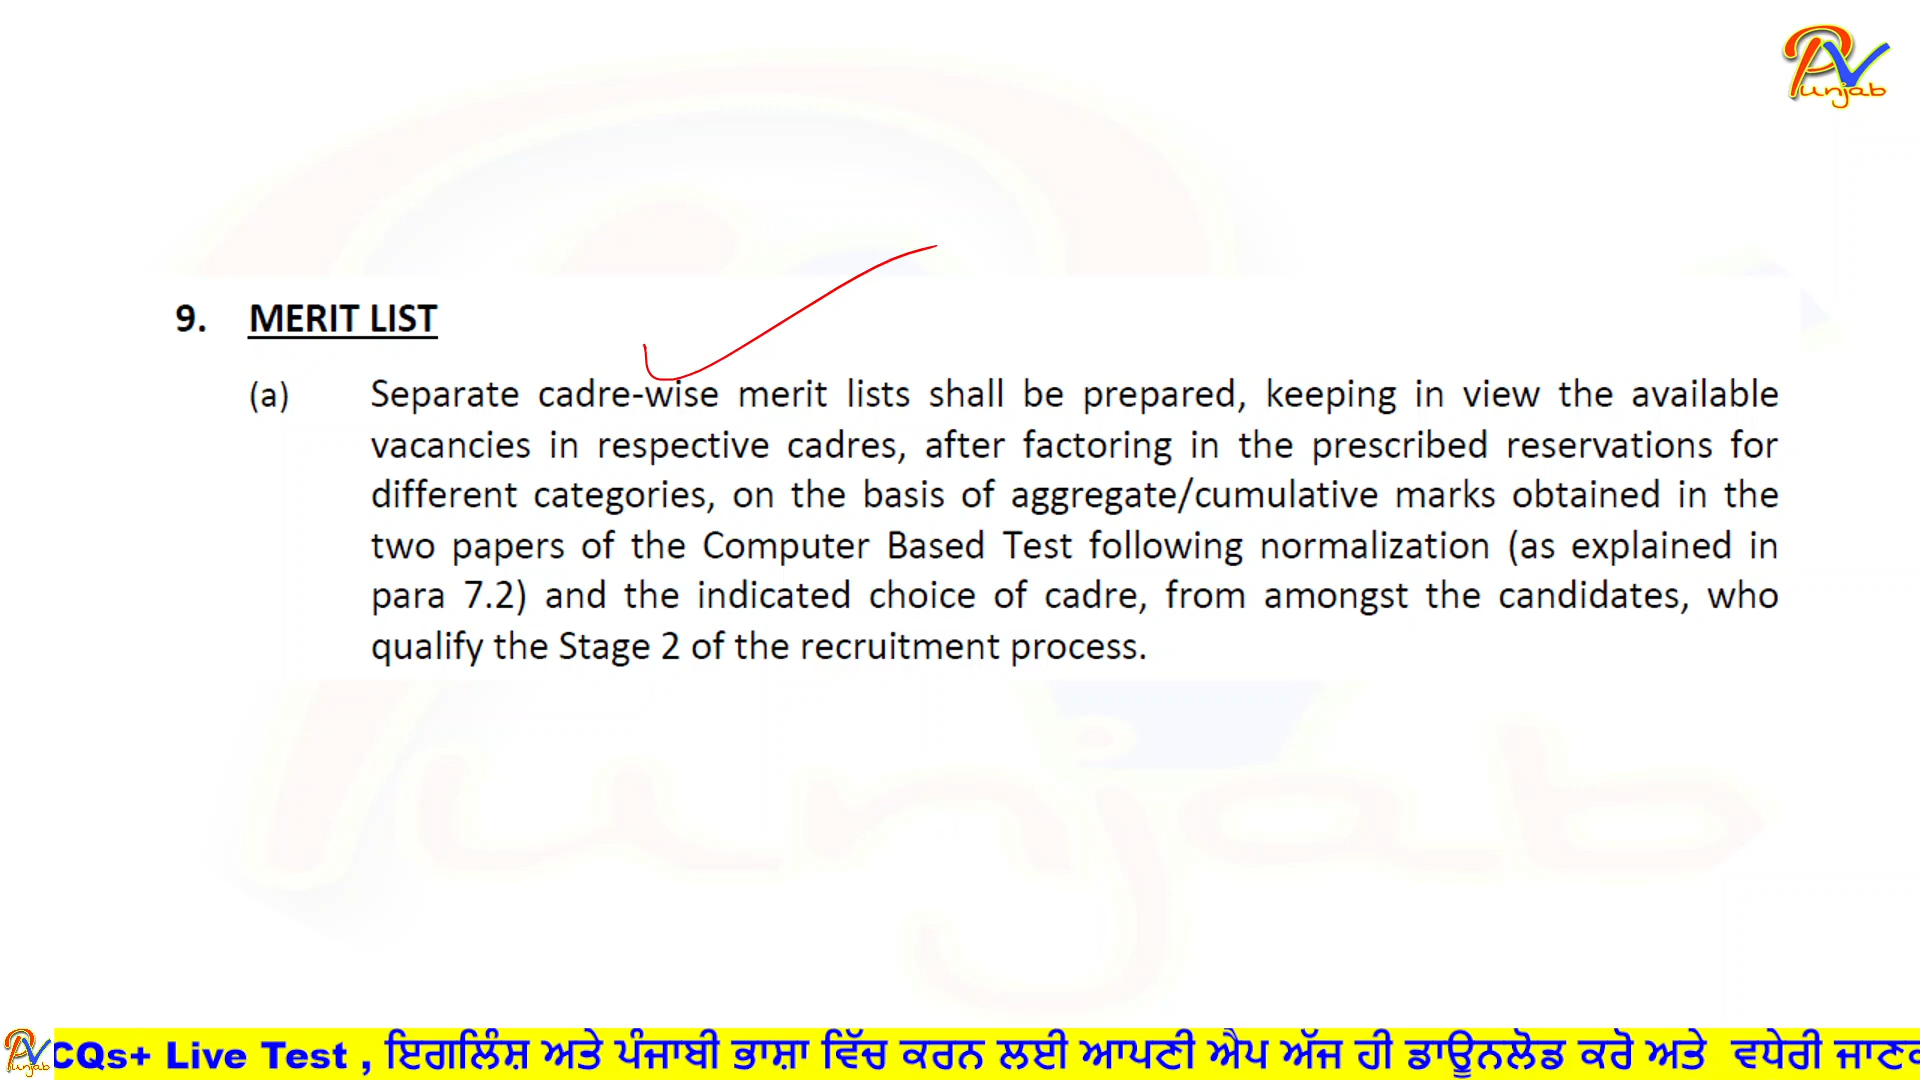 PV
unjab
9. MERIT LIST
(a) Separate cadre-wise merit lists shall be prepared, keeping in view the available
vacancies in respective cadres, after factoring in the prescribed reservations for
different categories, on the basis of aggregate/cumulative marks obtained in the
two papers of the Computer Based Test following normalization (as explained in
para 7.2) and the indicated choice of cadre, from amongst the candidates, who
qualify the Stage 2 of the recruitment process.
CQs+ Live Test , ਇਗਲਿੰਸ਼ ਅਤੇ ਪੰਜਾਬੀ ਭਾਸ਼ਾ ਵਿੱਚ ਕਰਨ ਲਈ ਆਪਣੀ ਐਪ ਅੱਜ ਹੀ ਡਾਊਨਲੋਡ ਕਰੋ ਅਤੇ ਵਧੇਰੀ